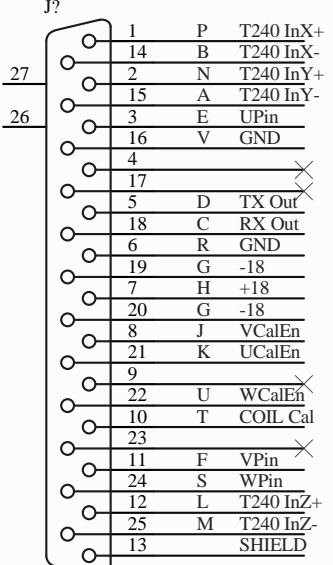 J?
1 P T240 InX+
14 B T240 InX-
27
2 N T240 InY+
15 A T240 InY-
26
3 E UPin
16 V GND
4
17
5 D TX Out
18 C RX Out
6 R GND
19 G -18
7 H +18
20 G -18
8 J VCalEn
21 K UCalEn
9
22 U WCalEn
10 T COIL Cal
23
11 F VPin
24 S WPin
12 L T240 InZ+
25 M T240 InZ-
13 SHIELD